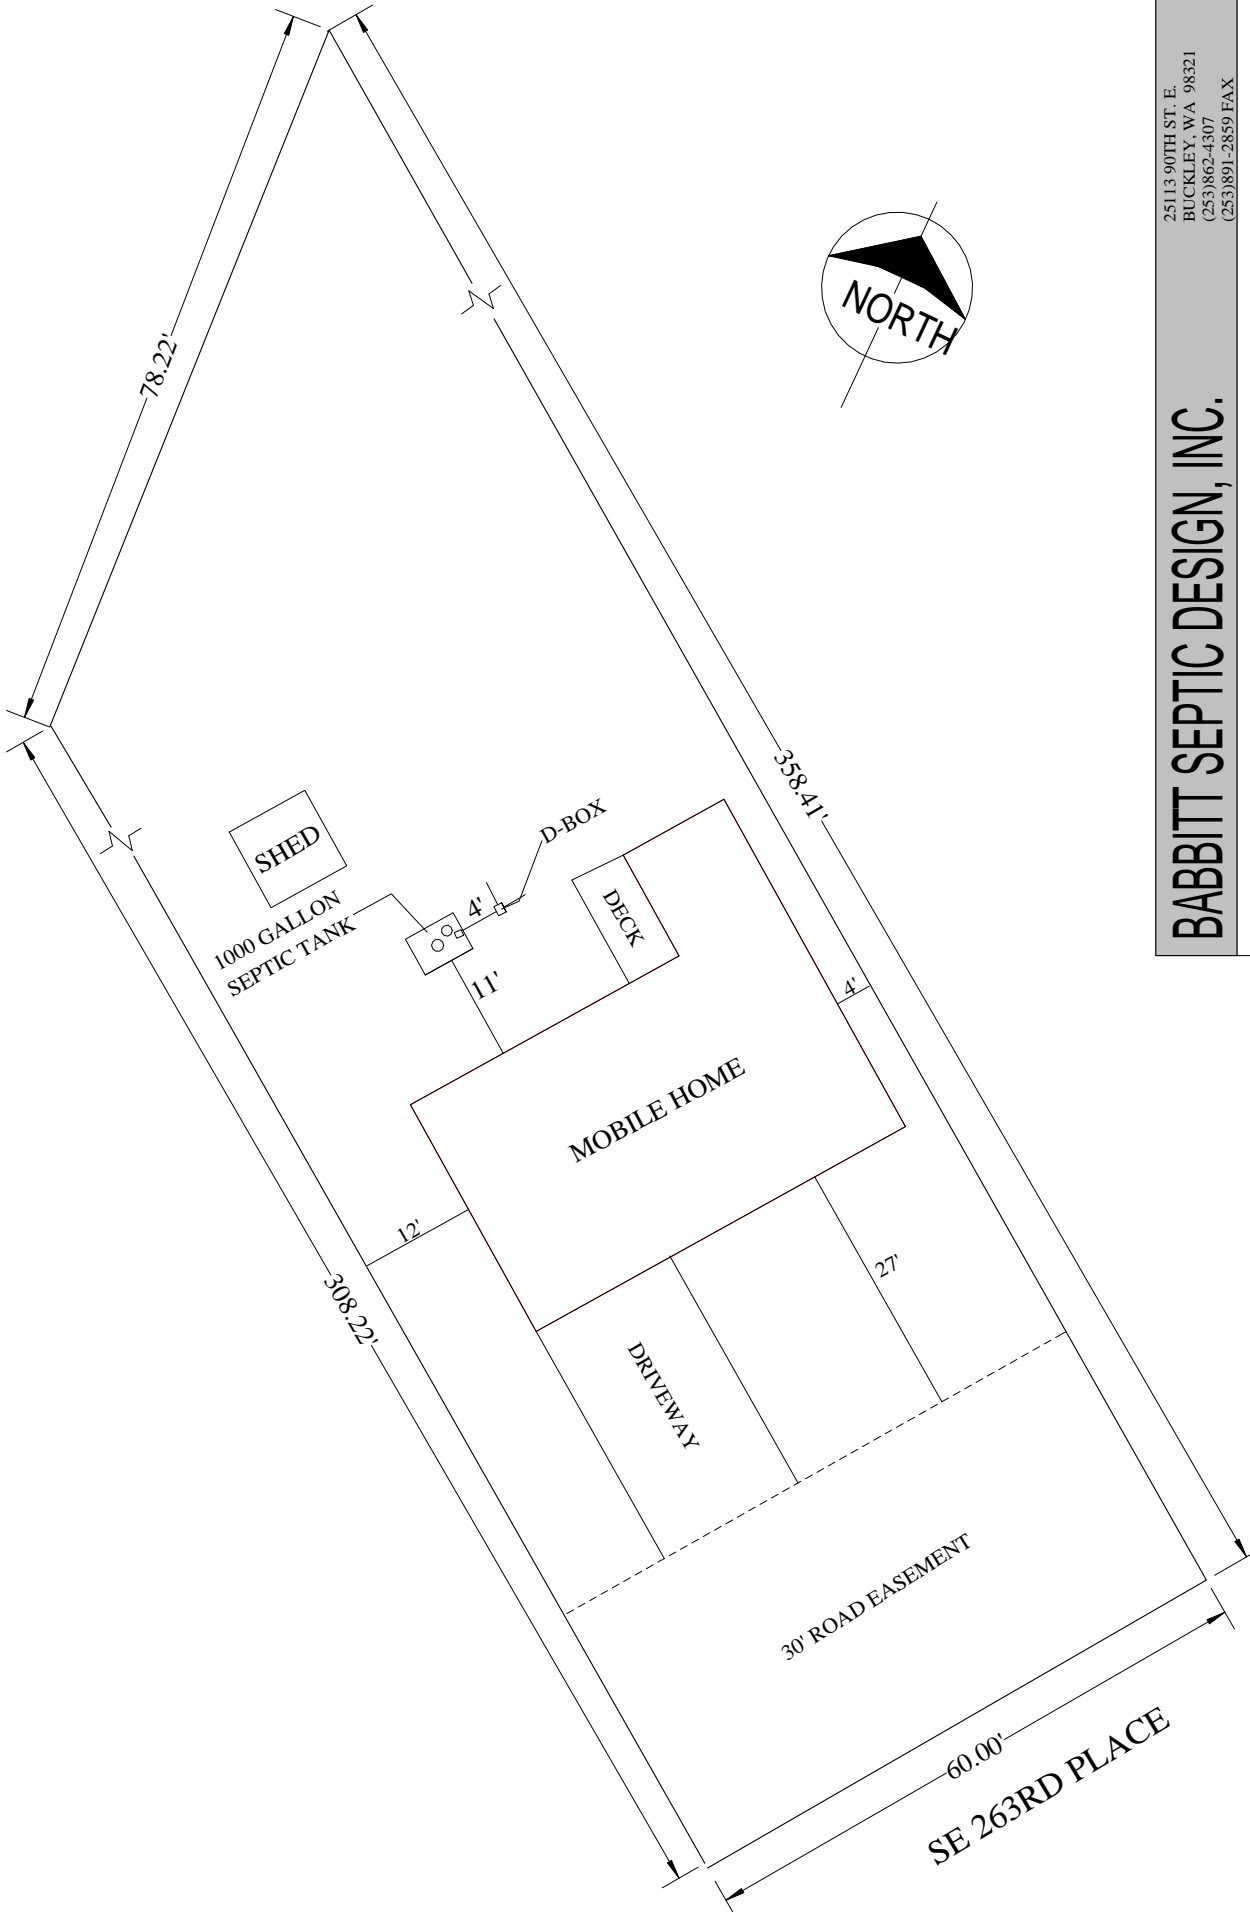 78.22'
NORTH
358.41'
SHED
D-BOX
4'
1000 GALLON
SEPTIC TANK
DECK
11'
4'
MOBILE HOME
12'
27'
308.22'
DRIVEWAY
30' ROAD EASEMENT
60.00'
SE 263RD PLACE
BABBITT SEPTIC DESIGN, INC.
25113 90TH ST. E.
BUCKLEY, WA 98321
(253)862-4307
(253)891-2859 FAX